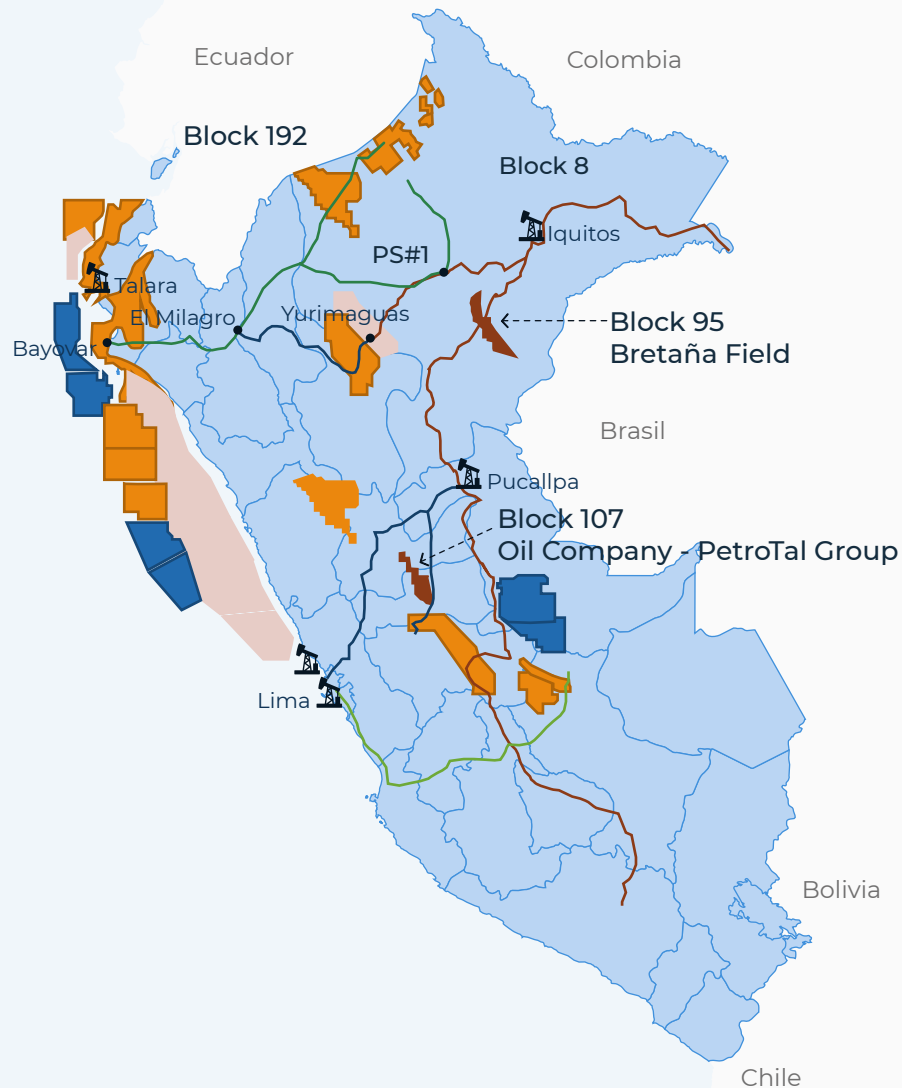 Ecuador
Colombia
Block 192
Block 8
Iquitos
PS#1
Talara
Yurimaguas
El Milagro
Block 95
Bretaña Field
Bayovar
Brasil
Pucallpa
Block 107
Oil Company - PetroTal Group
Lima
Bolivia
Chile